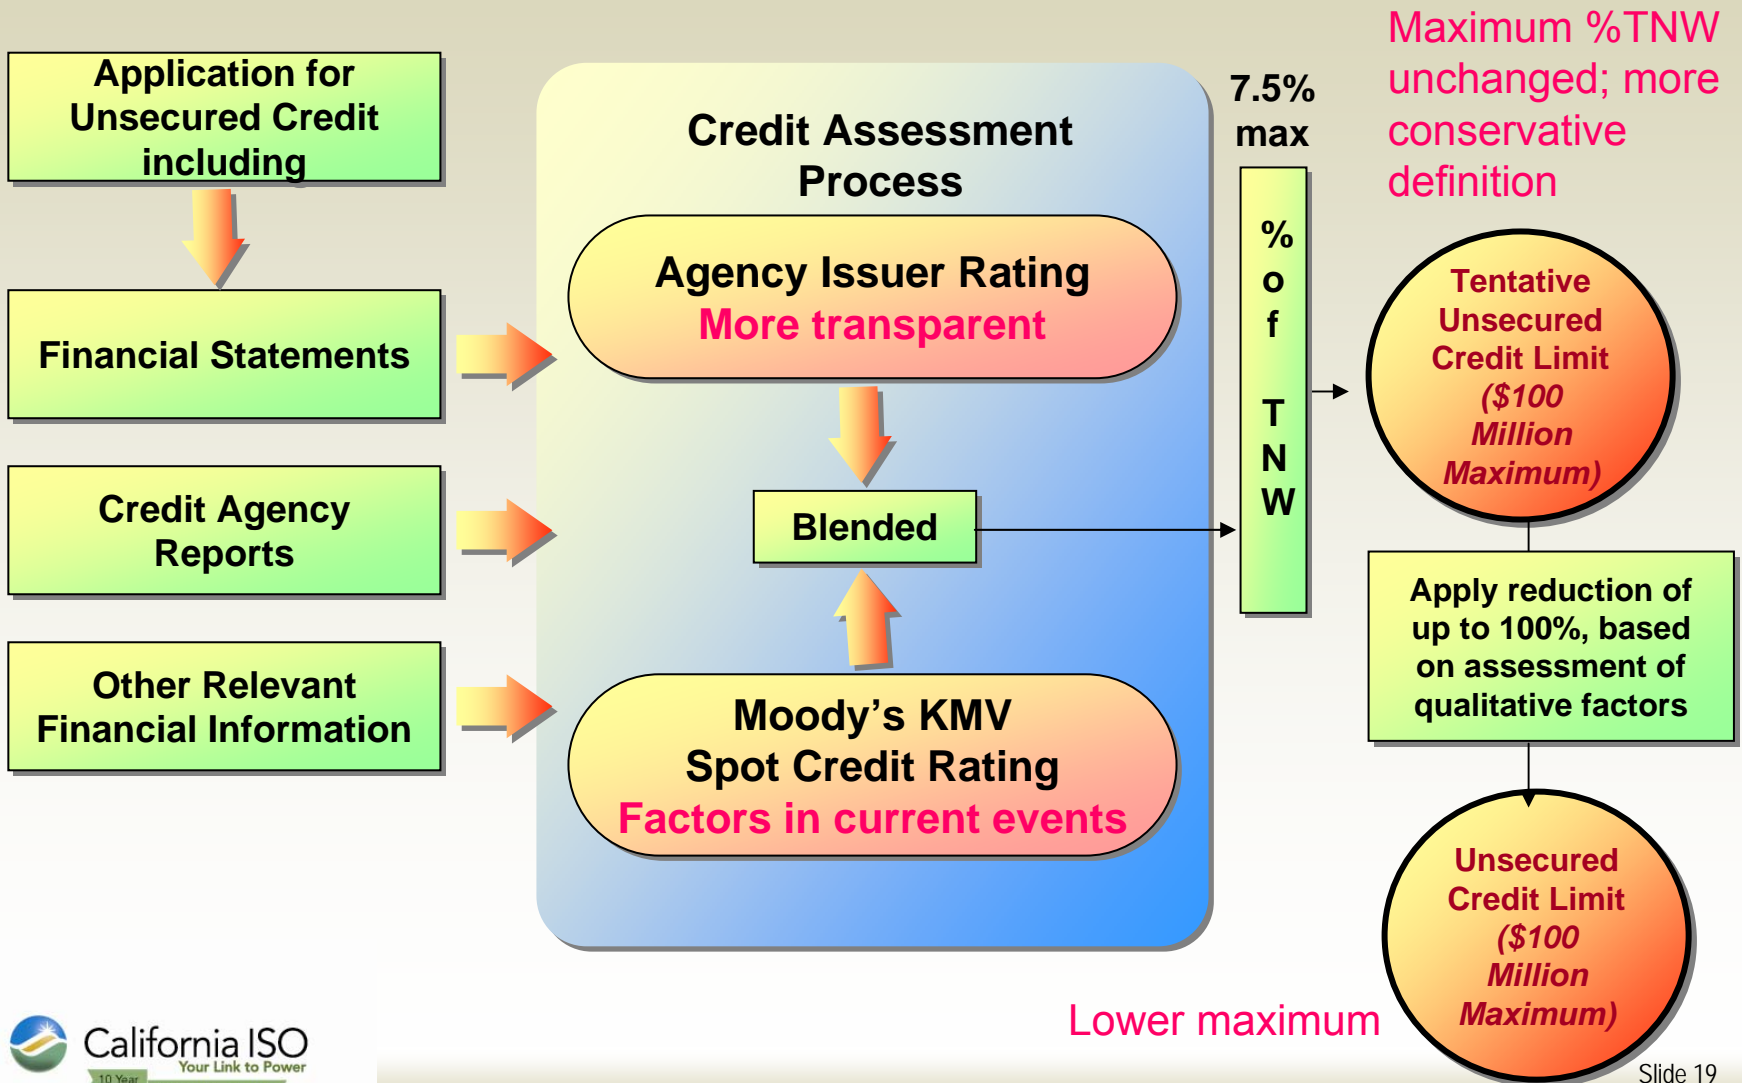 Application for
Unsecured Credit
including
Financial Statements
Credit Agency
Reports
Other Relevant
Financial Information
Credit Assessment
Process
Agency Issuer Rating
More transparent
Blended
Moody’s KMV
Spot Credit Rating
Factors in current events
7.5%
max
%
o
f
T
N
W
Maximum %TNW
unchanged; more
conservative
definition
Tentative
Unsecured
Credit Limit
($100
Million
Maximum)
Apply reduction of
up to 100%, based
on assessment of
qualitative factors
Unsecured
Credit Limit
($100
Million
Maximum)
Lower maximum
California ISO
Your Link to Power
10 Year
Slide 19